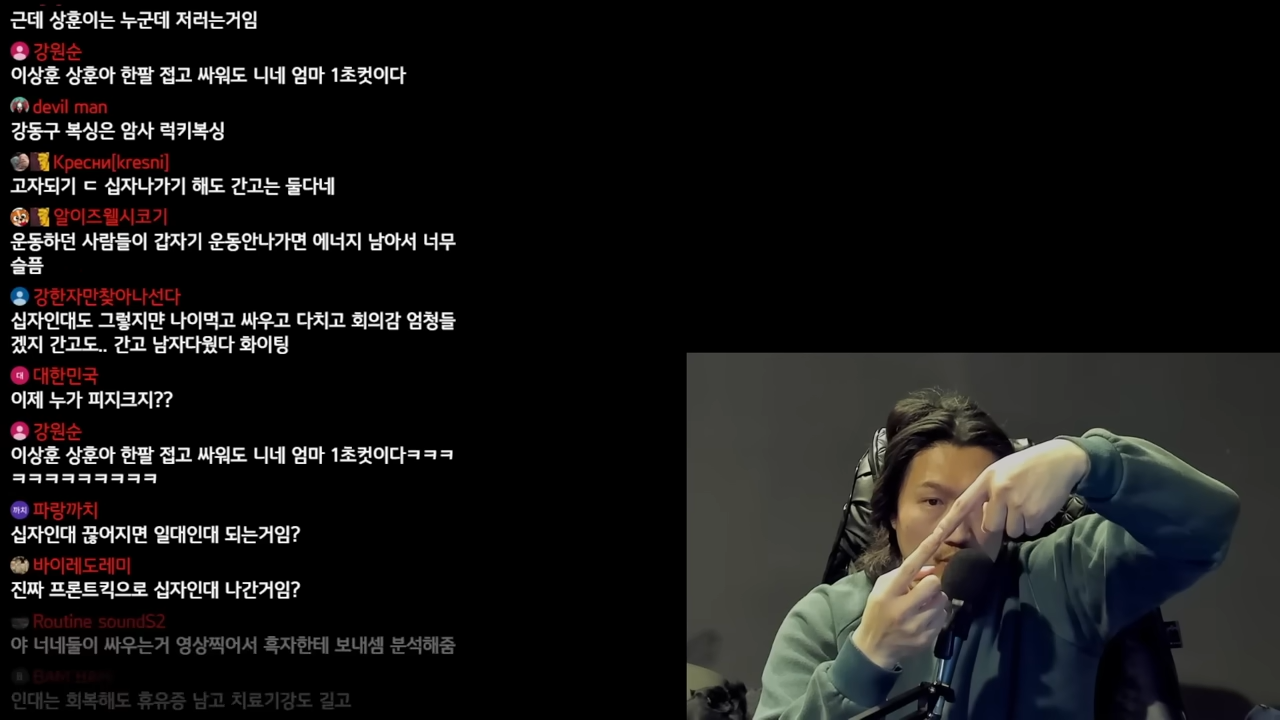 근데 상훈이는 누군데 저러는거임
강원순
이상훈 상훈아 한팔 접고 싸워도 니네 엄마 1초컷이다
devil man
강동구 복싱은 암사 럭키복싱
Кресни[kresni]
고자되기 ㄷ 십자나가기 해도 간고는 둘다네
알이즈웰시코기
운동하던 사람들이 갑자기 운동안나가면 에너지 남아서 너무
슬픔
강한자만찾아나선다
십자인대도 그렇지먄 나이먹고 싸우고 다치고 회의감 엄청들
겠지 간고도.. 간고 남자다웠다 화이팅
대
대한민국
이제 누가 피지크지??
강원순
이상훈 상훈아 한팔 접고 싸워도 니네 엄마 1초컷이다ㅋㅋㅋ
ㅋㅋㅋㅋㅋㅋㅋㅋㅋ
까치
파랑까치
십자인대 끊어지면 일대인대 되는거임?
바이레도레미
진짜 프론트킥으로 십자인대 나간거임?
Routine soundS2
야 너네둘이 싸우는거 영상찍어서 흑자한테 보내셈 분석해줌
인대는 회복해도 휴유증 남고 치료기강도 길고